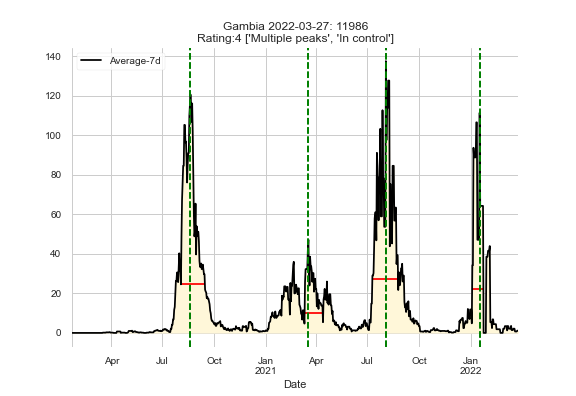 Gambia 2022-03-27: 11986
Rating:4 ['Multiple peaks', 'In control']
Average-7d
140
120
100
80
60
40
20
0
Apr Jul Oct Jan Apr Jul Oct Jan
2021 2022
Date